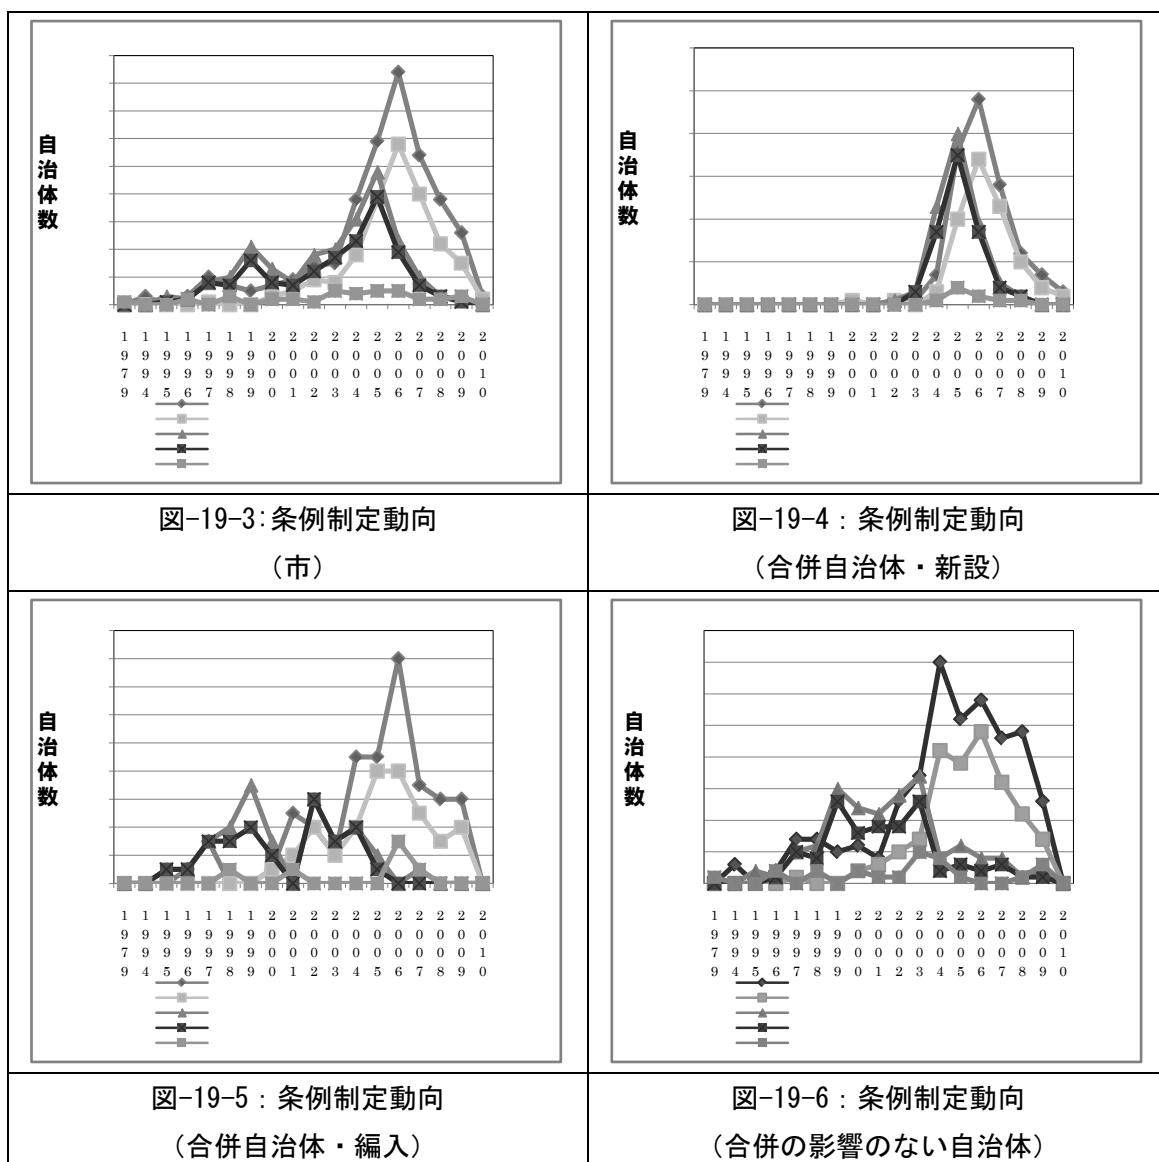 自治体数
1979 1994 1995 1996 1997 1998 1999 2000 2001 2002 2003 2004 2005 2006 2007 2008 2009 2010
図-19-3:条例制定動向
（市）
自治体数
1979 1994 1995 1996 1997 1998 1999 2000 2001 2002 2003 2004 2005 2006 2007 2008 2009 2010
図-19-4：条例制定動向
（合併自治体・新設）
自治体数
1979 1994 1995 1996 1997 1998 1999 2000 2001 2002 2003 2004 2005 2006 2007 2008 2009 2010
図-19-5：条例制定動向
（合併自治体・編入）
自治体数
1979 1994 1995 1996 1997 1998 1999 2000 2001 2002 2003 2004 2005 2006 2007 2008 2009 2010
図-19-6：条例制定動向
（合併の影響のない自治体）